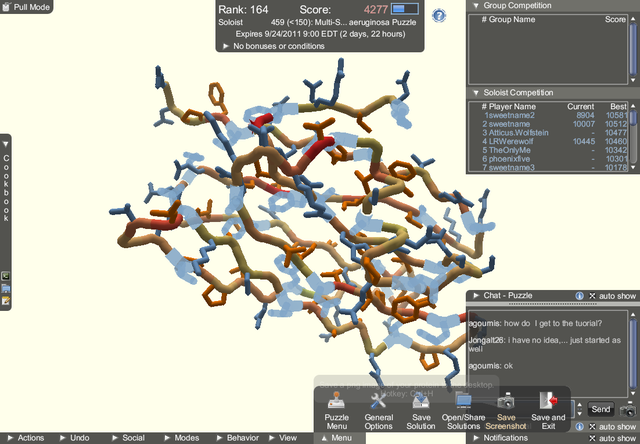 Pull Mode
Rank: 164 Score: 4277
Soloist 459 (<150): Multi-S... aeruginosa Puzzle
Expires 9/24/2011 9:00 EDT (2 days, 22 hours)
No bonuses or conditions
Group Competition
# Group Name Score
Soloist Competition
# Player Name Current Best
1 sweetname2 8904 10581
2 sweetname 10007 10512
3 Atticus.Wolfstein - 10477
4 LRWerewolf 10445 10460
5 TheOnlyMe - 10342
6 phoenixfive - 10301
7 sweetname3 - 10178
Cookbook
Chat - Puzzle auto show
agoumis: how do I get to the tuorial?
Jongalt26: i have no idea,... just started as
well
agoumis: ok
Send
Puzzle Menu
General Options
Save Solution
Open/Share Solutions
Save Screenshot
Save and Exit
Actions Undo Social Modes Behavior View Menu
Notifications auto show